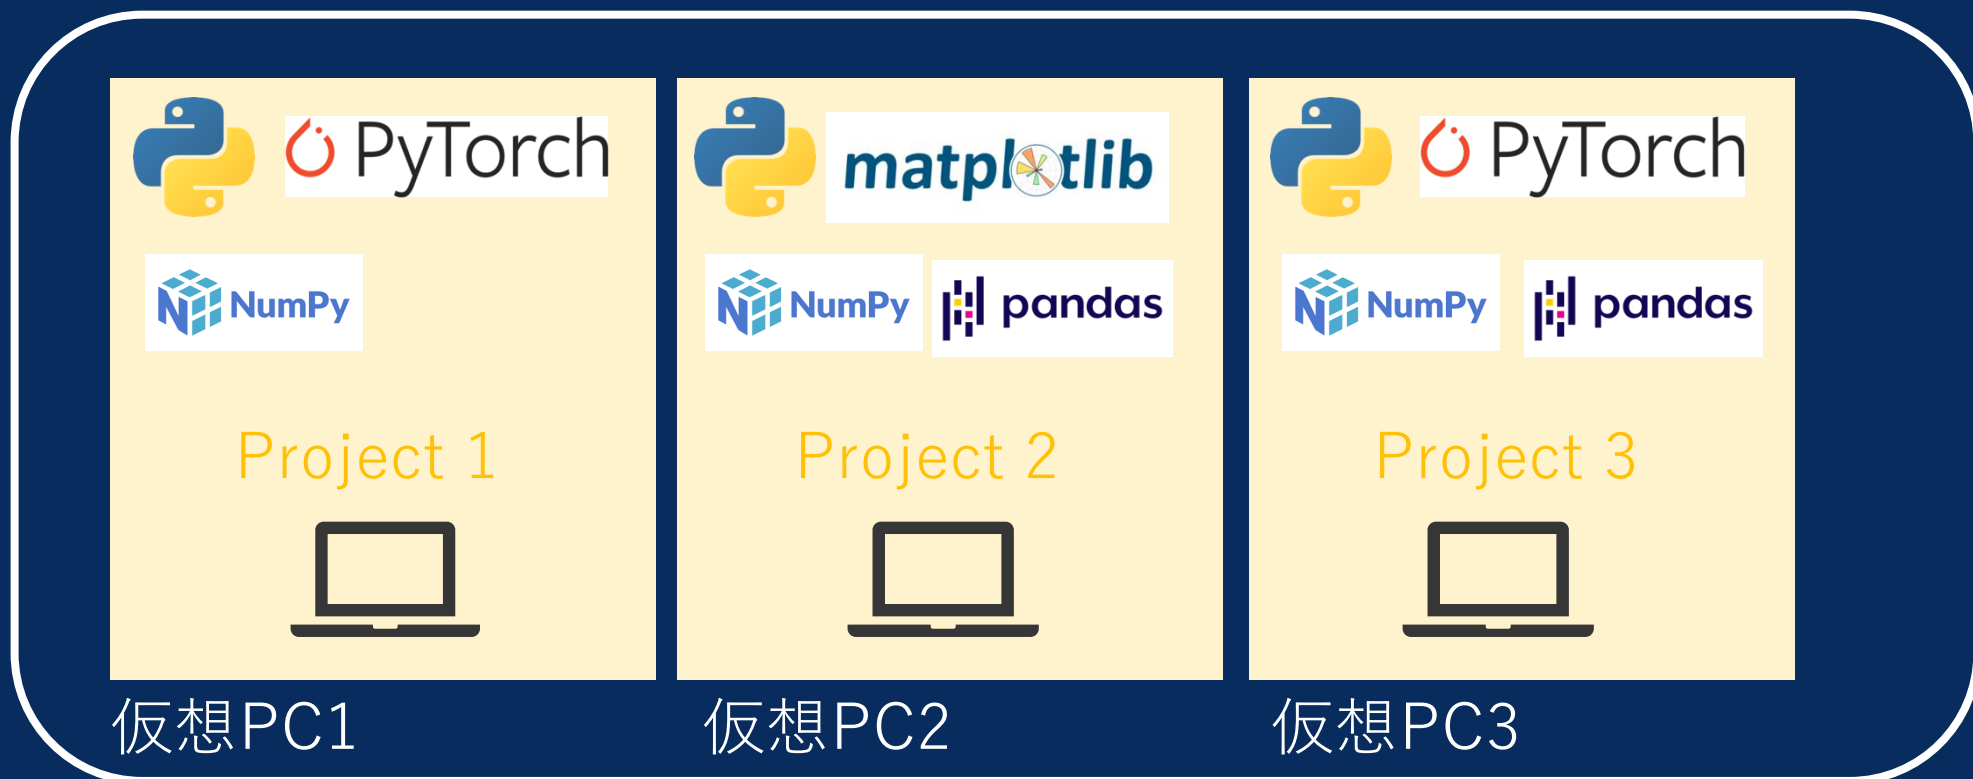 PyTorch
NumPy
Project 1
仮想PC1
matplotlib
NumPy
pandas
Project 2
仮想PC2
PyTorch
NumPy
pandas
Project 3
仮想PC3